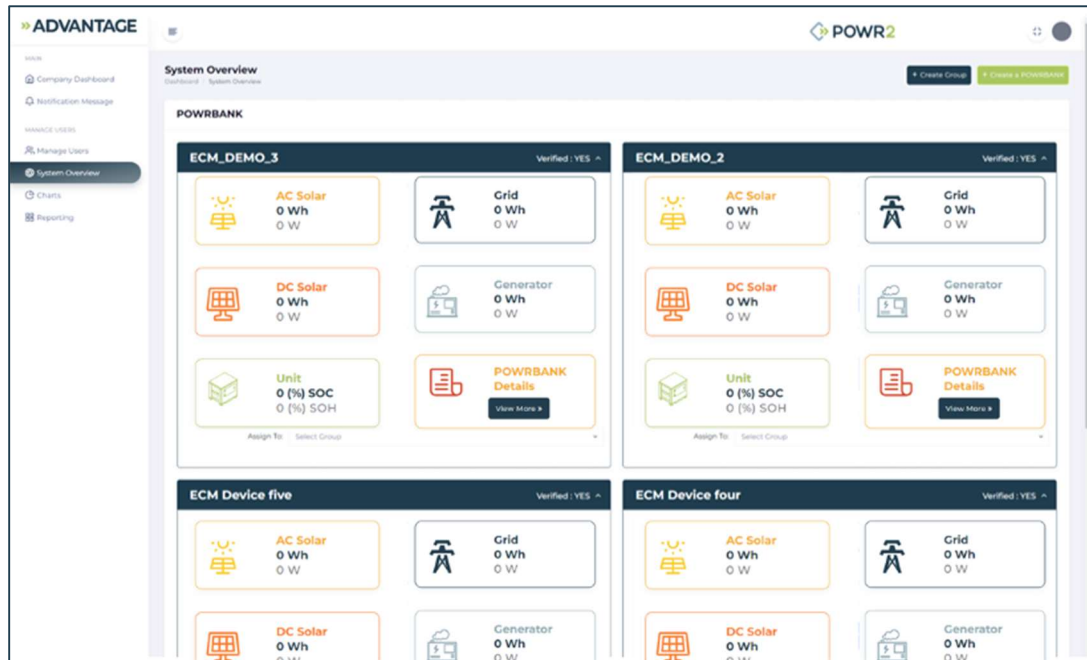 » ADVANTAGE
POWR2
MAIN
Company Dashboard
Notification Message
MANAGE USERS
Manage Users
System Overview
Charts
Reporting
System Overview
Dashboard / System Overview
+ Create Group
+ Create a POWRBANK
POWRBANK
ECM_DEMO_3
Verified : YES
AC Solar
0 Wh
0 W
Grid
0 Wh
0 W
DC Solar
0 Wh
0 W
Generator
0 Wh
0 W
Unit
0 (%) SOC
0 (%) SOH
POWRBANK
Details
View More »
Assign To: Select Group
ECM_DEMO_2
Verified : YES
AC Solar
0 Wh
0 W
Grid
0 Wh
0 W
DC Solar
0 Wh
0 W
Generator
0 Wh
0 W
Unit
0 (%) SOC
0 (%) SOH
POWRBANK
Details
View More »
Assign To: Select Group
ECM Device five
Verified : YES
AC Solar
0 Wh
0 W
Grid
0 Wh
0 W
DC Solar
0 Wh
0 W
Generator
0 Wh
0 W
ECM Device four
Verified : YES
AC Solar
0 Wh
0 W
Grid
0 Wh
0 W
DC Solar
0 Wh
0 W
Generator
0 Wh
0 W